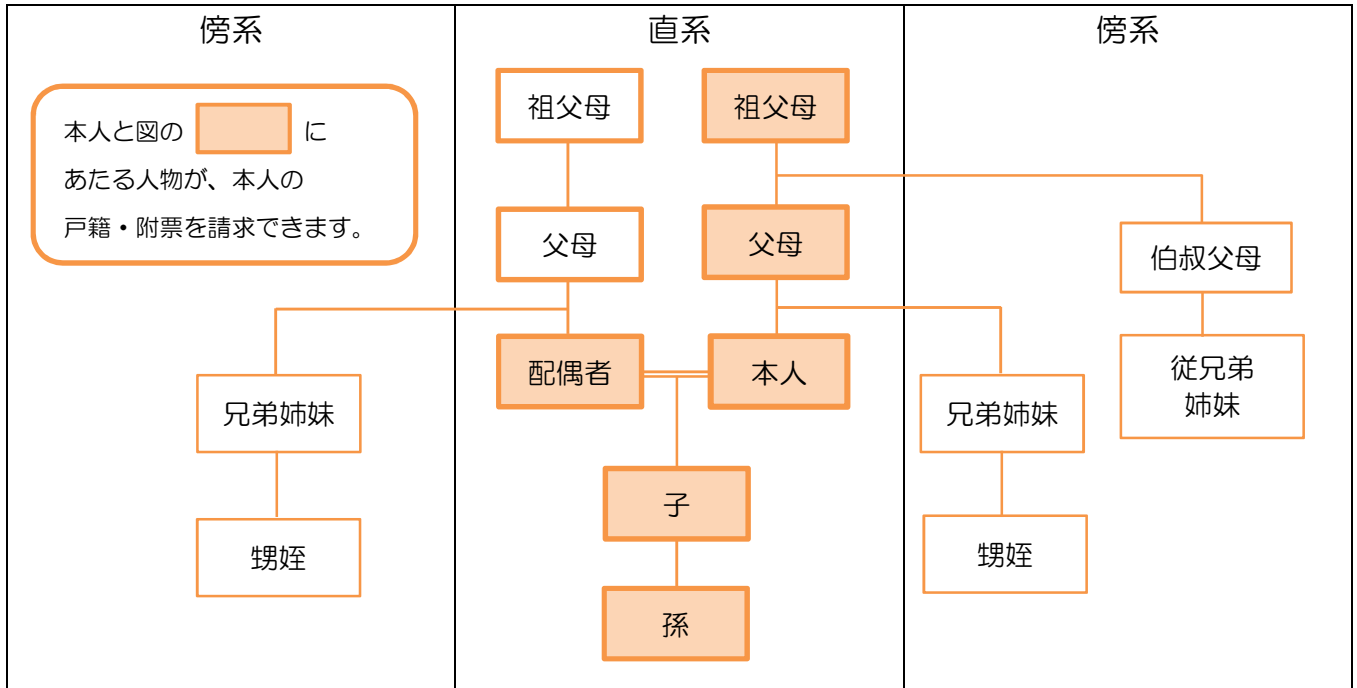 傍系
直系
傍系
本人と図の に
あたる人物が、本人の
戸籍・附票を請求できます。
祖父母
祖父母
父母
父母
伯叔父母
配偶者
本人
従兄弟
姉妹
兄弟姉妹
兄弟姉妹
子
甥姪
甥姪
孫